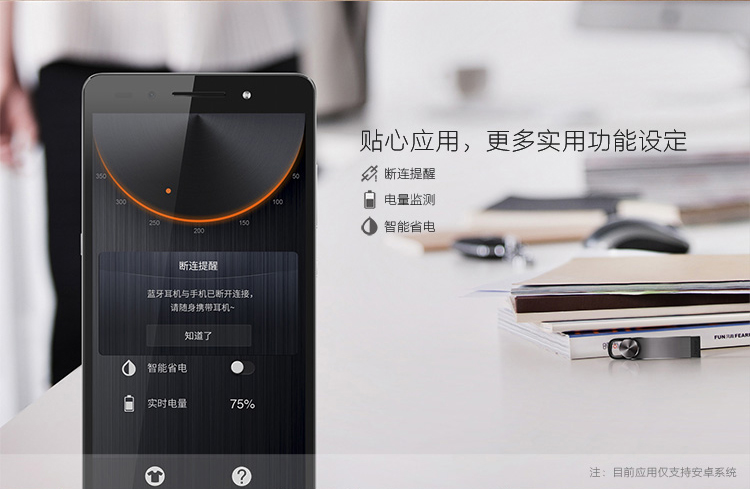 贴心应用，更多实用功能设定
断连提醒
电量监测
智能省电
350
50
300
100
250
150
200
断连提醒
蓝牙耳机与手机已断开连接，
请随身携带耳机~
知道了
智能省电
实时电量 75%
注：目前应用仅支持安卓系统